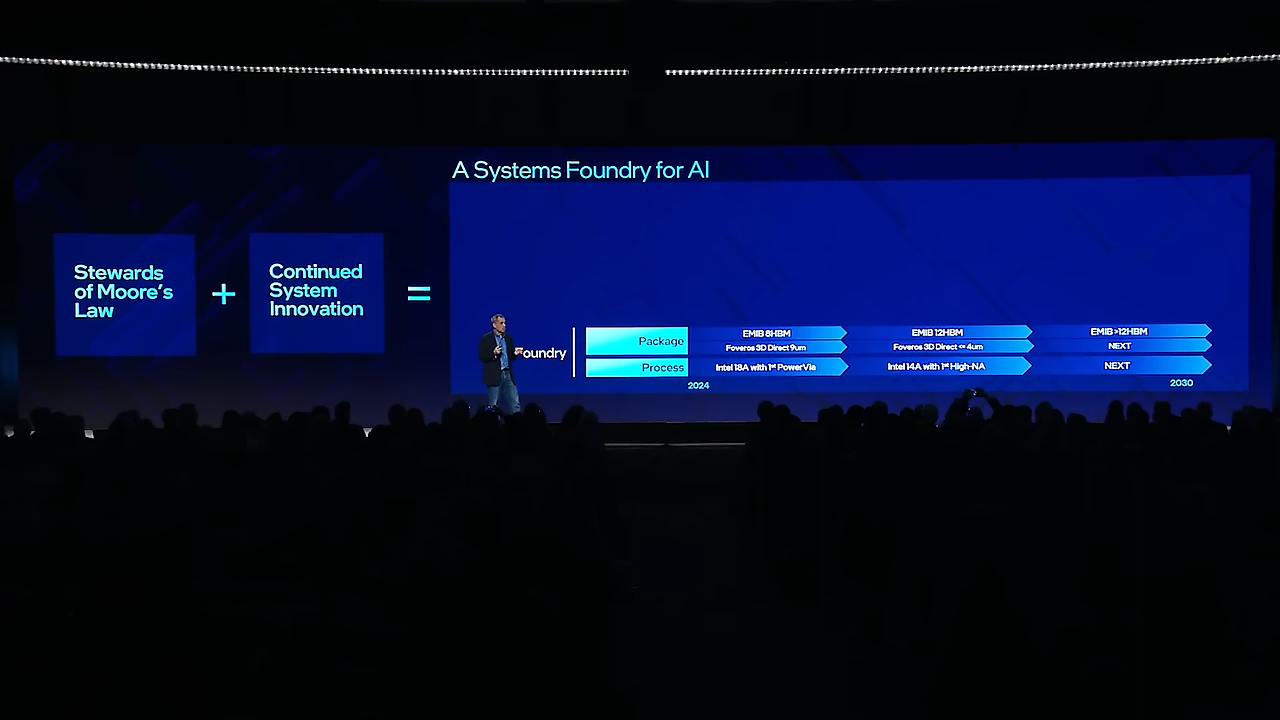 A Systems Foundry for AI
Stewards
of Moore's
Law
+
Continued
System
Innovation
=
Foundry
Package
EMIB 8HBM
EMIB 12HBM
EMIB >12HBM
Foveros 3D Direct 9um
Foveros 3D Direct <= 4um
NEXT
Process
Intel 18A with 1st PowerVia
Intel 14A with 1st High-NA
NEXT
2024
2030